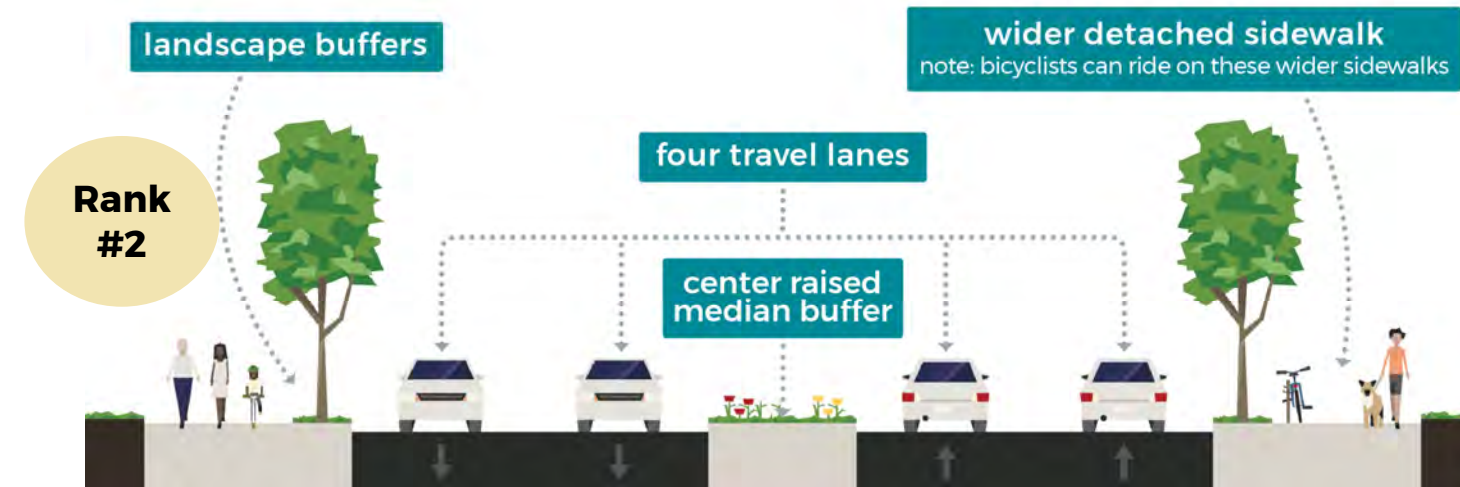 landscape buffers
wider detached sidewalk
note: bicyclists can ride on these wider sidewalks
four travel lanes
Rank
#2
center raised
median buffer